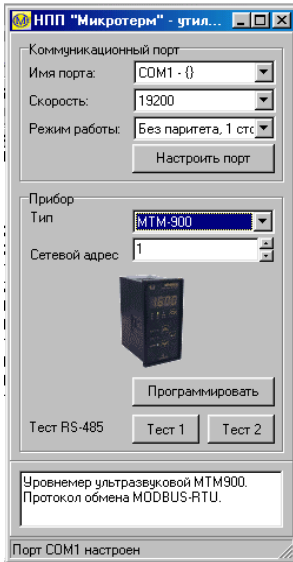 НПП "Микротерм" - утил...
Коммуникационный порт
Имя порта: COM1 - {}
Скорость: 19200
Режим работы: Без паритета, 1 стс
Настроить порт
Прибор
Тип МТМ-900
Сетевой адрес 1
1600
Программировать
Тест RS-485 Тест 1 Тест 2
Уровнемер ультразвуковой МТМ900.
Протокол обмена MODBUS-RTU.
Порт COM1 настроен